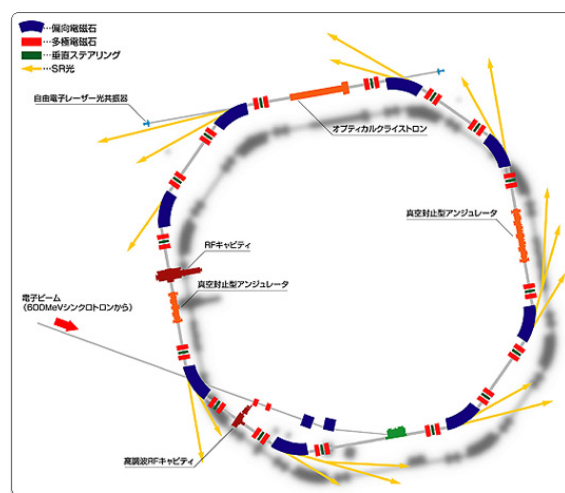 …偏向電磁石
…多極電磁石
…垂直ステアリング
…SR光
自由電子レーザー光共振器
オプティカルクライストロン
真空封止型アンジュレータ
RFキャビティ
真空封止型アンジュレータ
電子ビーム
(600MeVシンクロトロンから)
高調波RFキャビティ